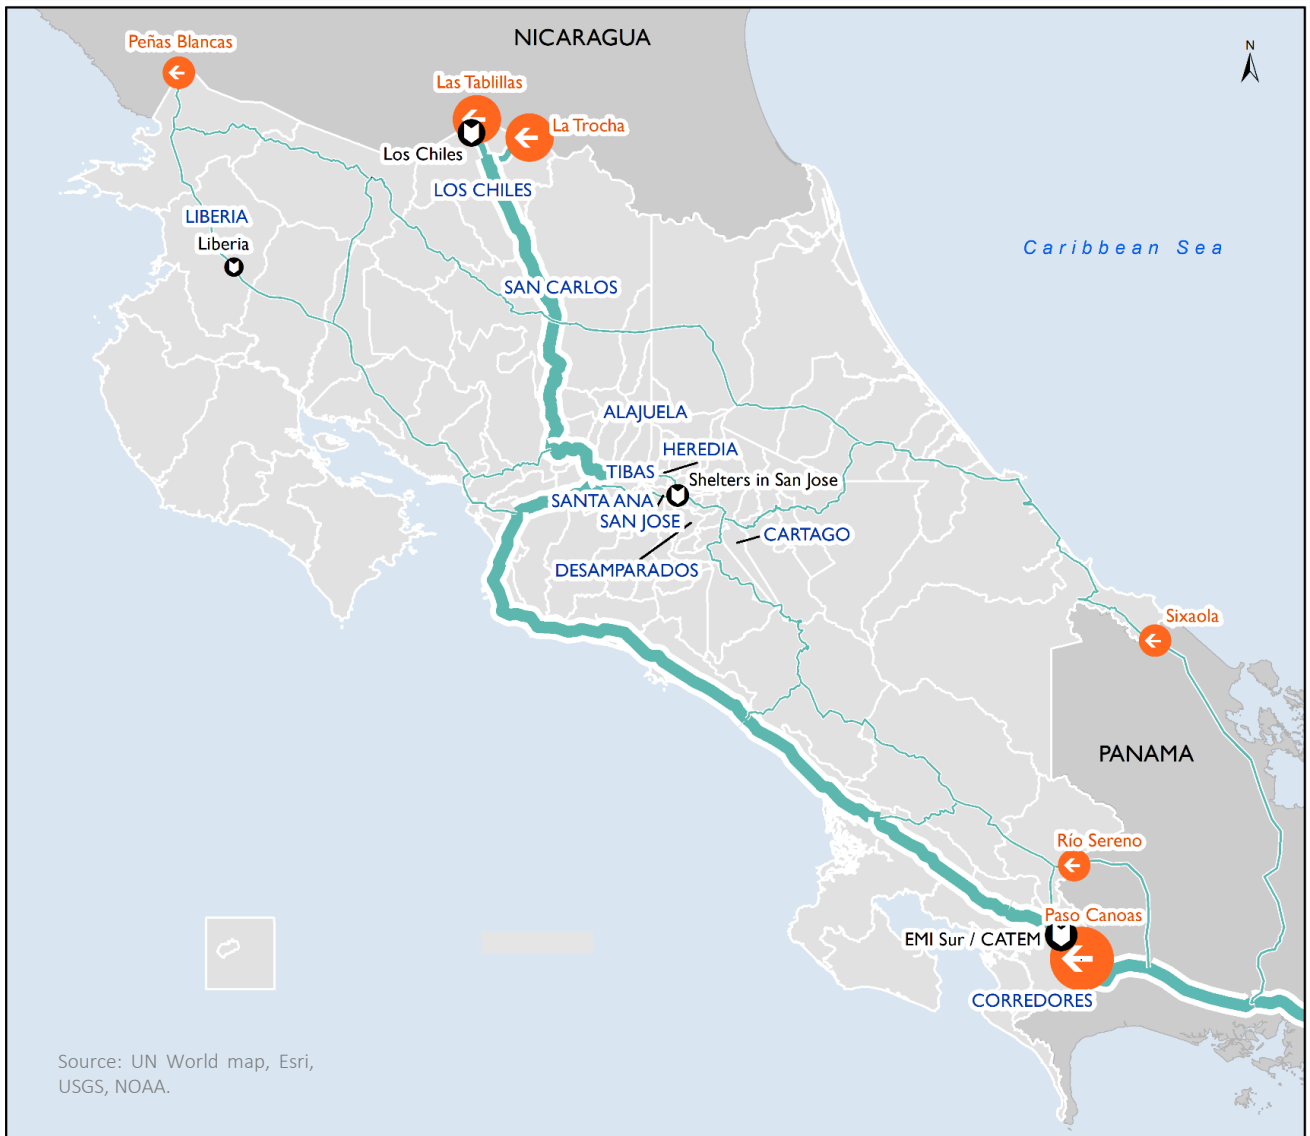 Peñas Blancas
NICARAGUA
N
Las Tablillas
La Trocha
Los Chiles
LOS CHILES
LIBERIA
Liberia
Caribbean Sea
SAN CARLOS
ALAJUELA
HEREDIA
TIBAS
Shelters in San Jose
SANTA ANA
SAN JOSE
CARTAGO
DESAMPARADOS
Sixaola
PANAMA
Río Sereno
Paso Canoas
EMI Sur / CATEM
CORREDORES
Source: UN World map, Esri,
USGS, NOAA.